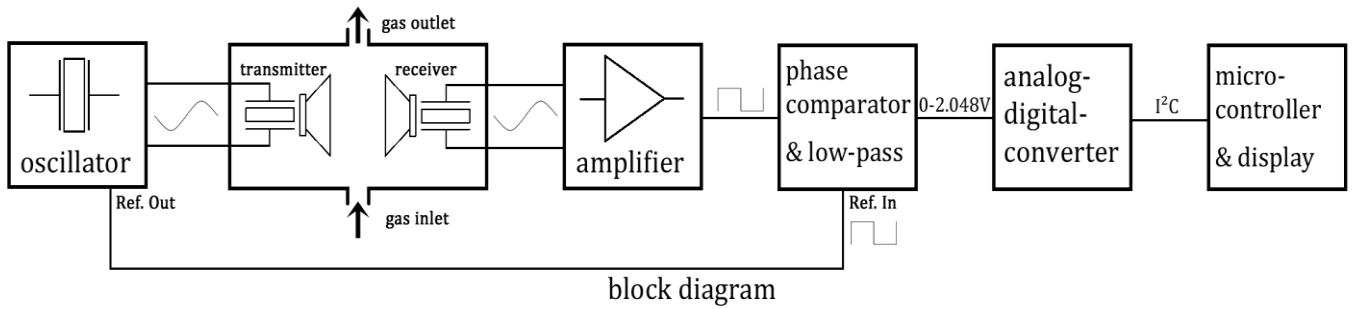 gas outlet
oscillator
transmitter
receiver
amplifier
phase
comparator
& low-pass
0-2.048V
analog-
digital-
converter
I²C
micro-
controller
& display
Ref. Out
gas inlet
Ref. In
block diagram